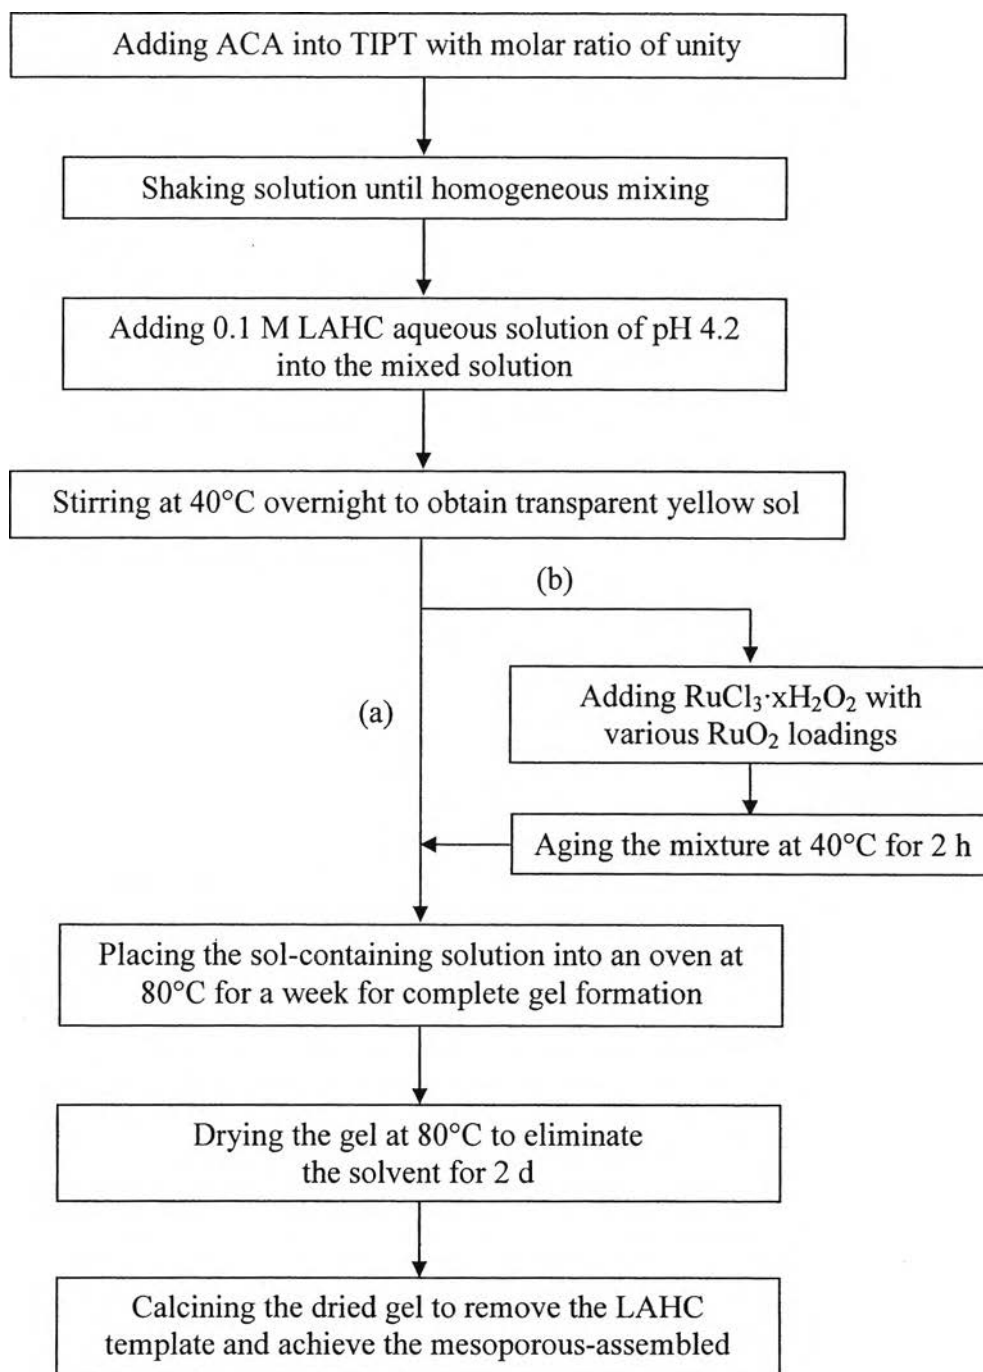 Adding ACA into TIPT with molar ratio of unity
Shaking solution until homogeneous mixing
Adding 0.1 M LAHC aqueous solution of pH 4.2
into the mixed solution
Stirring at 40°C overnight to obtain transparent yellow sol
(b)
(a)
Adding RuCl₃·xH₂O₂ with
various RuO₂ loadings
Aging the mixture at 40°C for 2 h
Placing the sol-containing solution into an oven at
80°C for a week for complete gel formation
Drying the gel at 80°C to eliminate
the solvent for 2 d
Calcining the dried gel to remove the LAHC
template and achieve the mesoporous-assembled